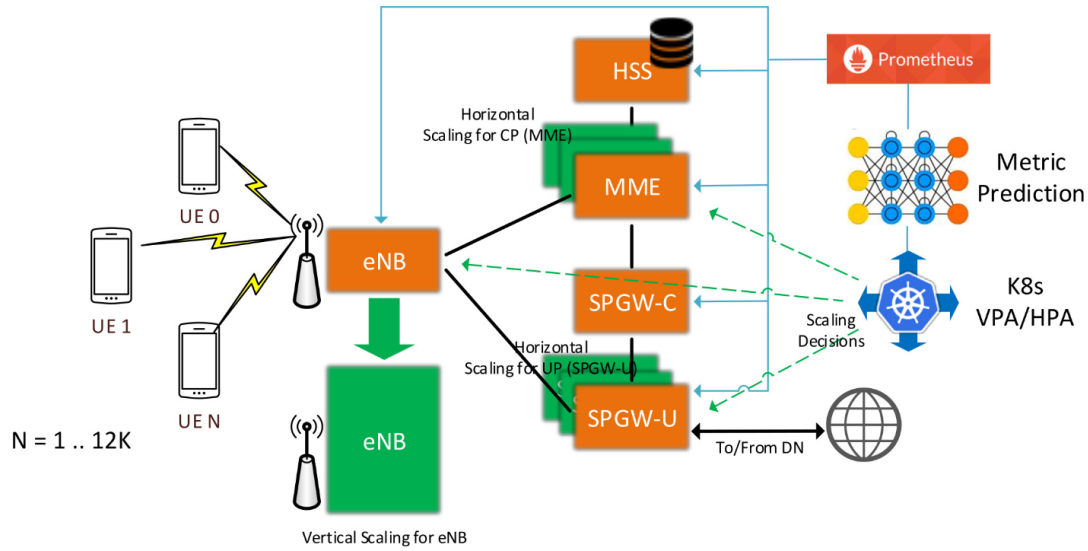 HSS
Prometheus
Horizontal
Scaling for CP (MME)
MME
Metric
Prediction
UE 0
eNB
UE 1
SPGW-C
K8s
VPA/HPA
Scaling
Decisions
Horizontal
Scaling for UP (SPGW-U)
UE N
SPGW-U
N = 1 .. 12K
eNB
To/From DN
Vertical Scaling for eNB